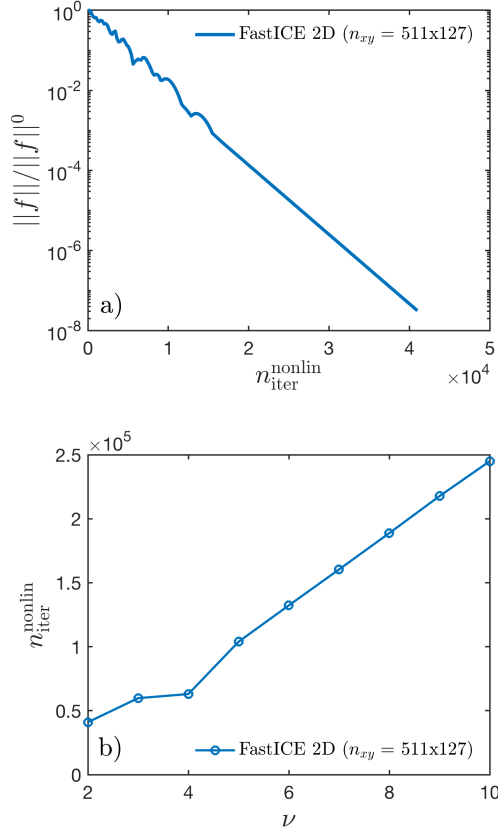 10^0
FastICE 2D (n_xy = 511x127)
10^-2
||f||/||f||^0
10^-4
10^-6
a)
10^-8
0 1 2 3 4 5
n_iter^nonlin
×10^4
×10^5
2.5
2
1.5
n_iter^nonlin
1
0.5
b)
FastICE 2D (n_xy = 511x127)
0
2 4 6 8 10
ν